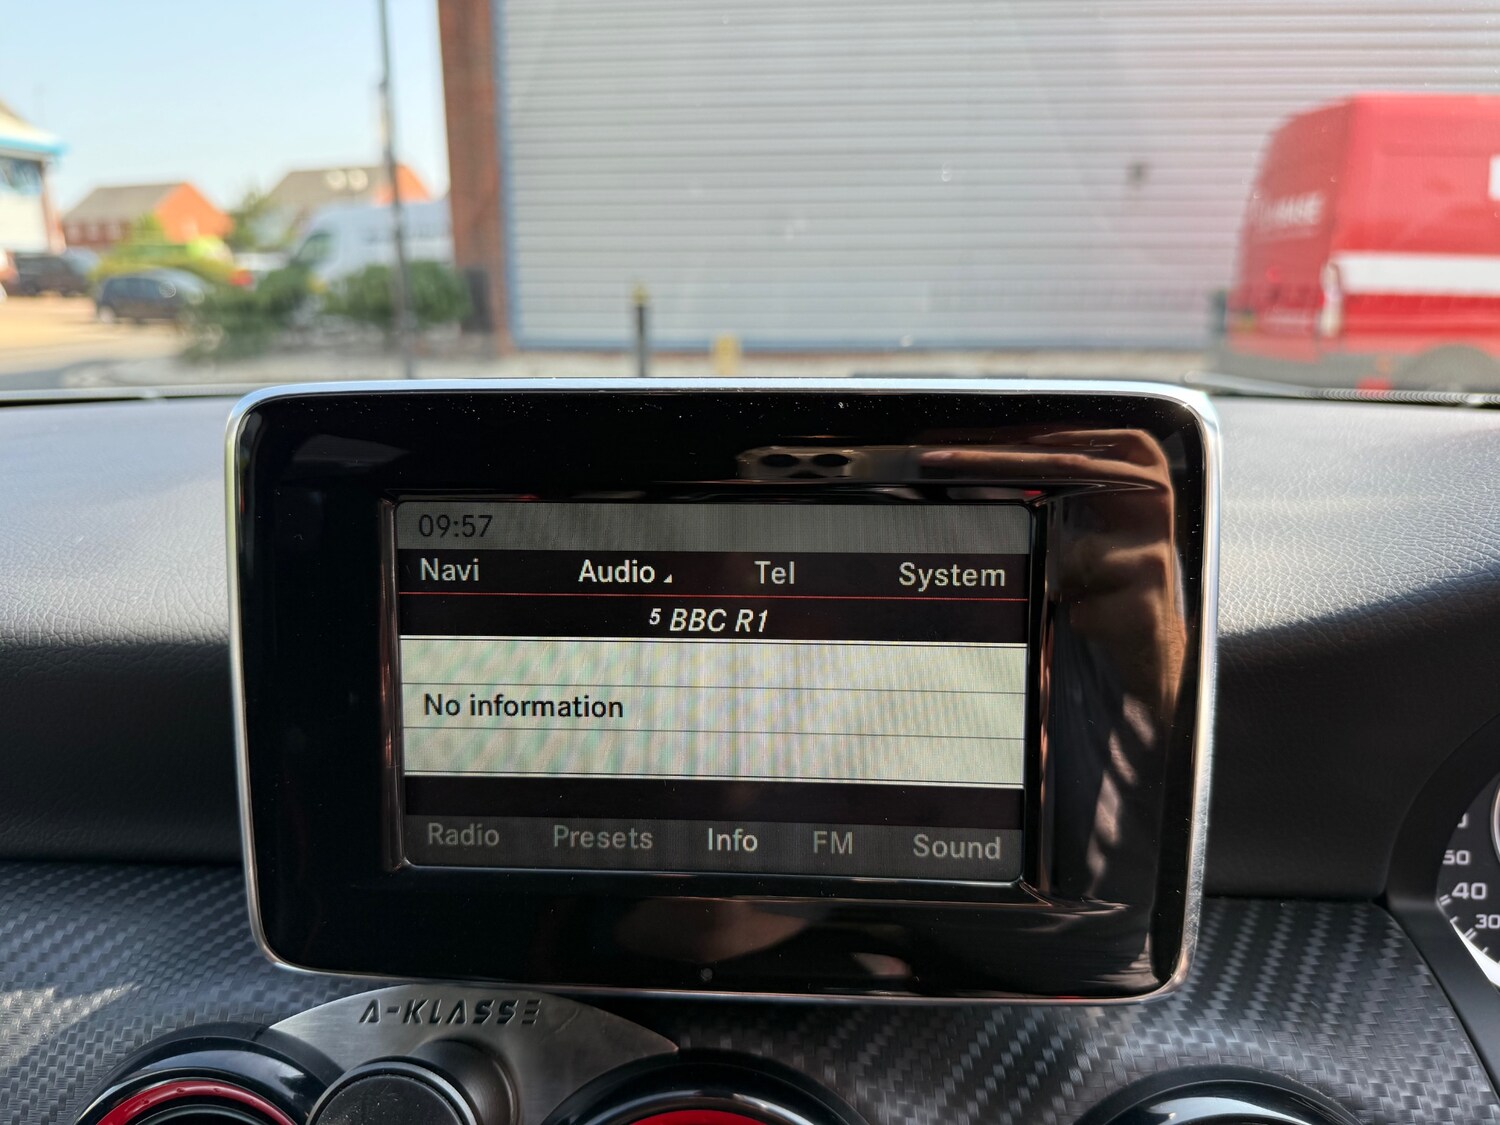 09:57
Navi Audio Tel System
5 BBC R1
No information
Radio Presets Info FM Sound
50
40
30
A-KLASSE